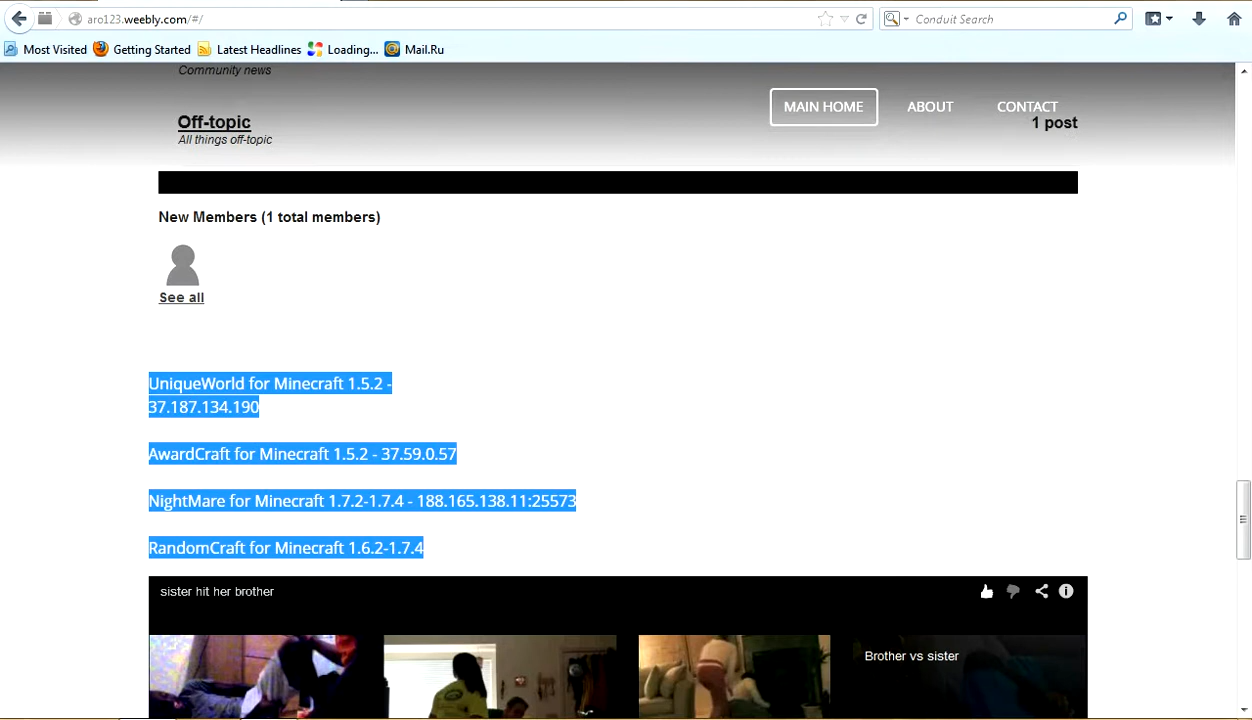 aro123.weebly.com/#/
Conduit Search
Most Visited
Getting Started
Latest Headlines
Loading...
Mail.Ru
Community news
MAIN HOME
ABOUT
CONTACT
Off-topic
1 post
All things off-topic
New Members (1 total members)
See all
UniqueWorld for Minecraft 1.5.2 -
37.187.134.190
AwardCraft for Minecraft 1.5.2 - 37.59.0.57
NightMare for Minecraft 1.7.2-1.7.4 - 188.165.138.11:25573
RandomCraft for Minecraft 1.6.2-1.7.4
sister hit her brother
Brother vs sister